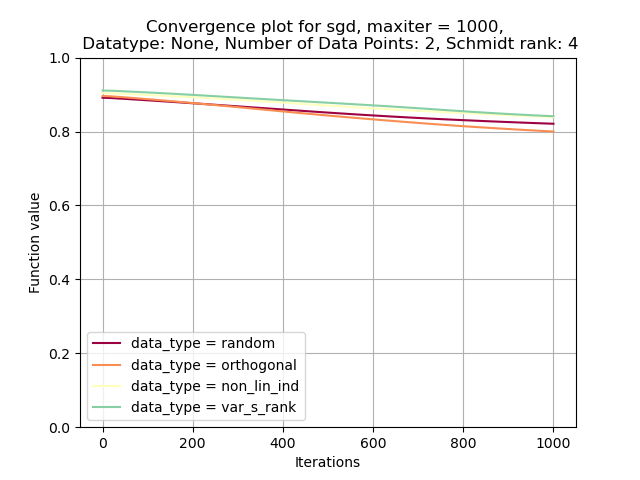 Convergence plot for sgd, maxiter = 1000,
Datatype: None, Number of Data Points: 2, Schmidt rank: 4
1.0
0.8
0.6
0.4
0.2
0.0
Function value
data_type = random
data_type = orthogonal
data_type = non_lin_ind
data_type = var_s_rank
0 200 400 600 800 1000
Iterations